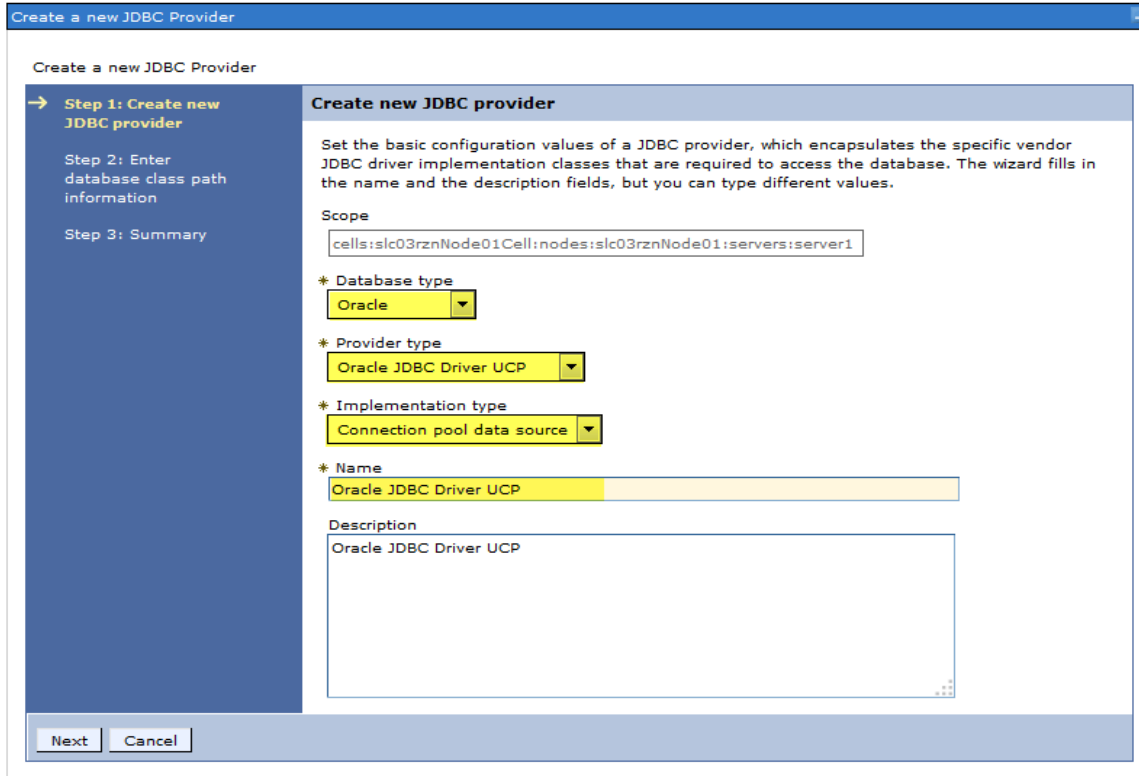 Create a new JDBC Provider
Create a new JDBC Provider
Step 1: Create new
JDBC provider
Step 2: Enter
database class path
information
Step 3: Summary
Create new JDBC provider
Set the basic configuration values of a JDBC provider, which encapsulates the specific vendor
JDBC driver implementation classes that are required to access the database. The wizard fills in
the name and the description fields, but you can type different values.
Scope
cells:slc03rznNode01Cell:nodes:slc03rznNode01:servers:server1
* Database type
Oracle
* Provider type
Oracle JDBC Driver UCP
* Implementation type
Connection pool data source
* Name
Oracle JDBC Driver UCP
Description
Oracle JDBC Driver UCP
Next Cancel